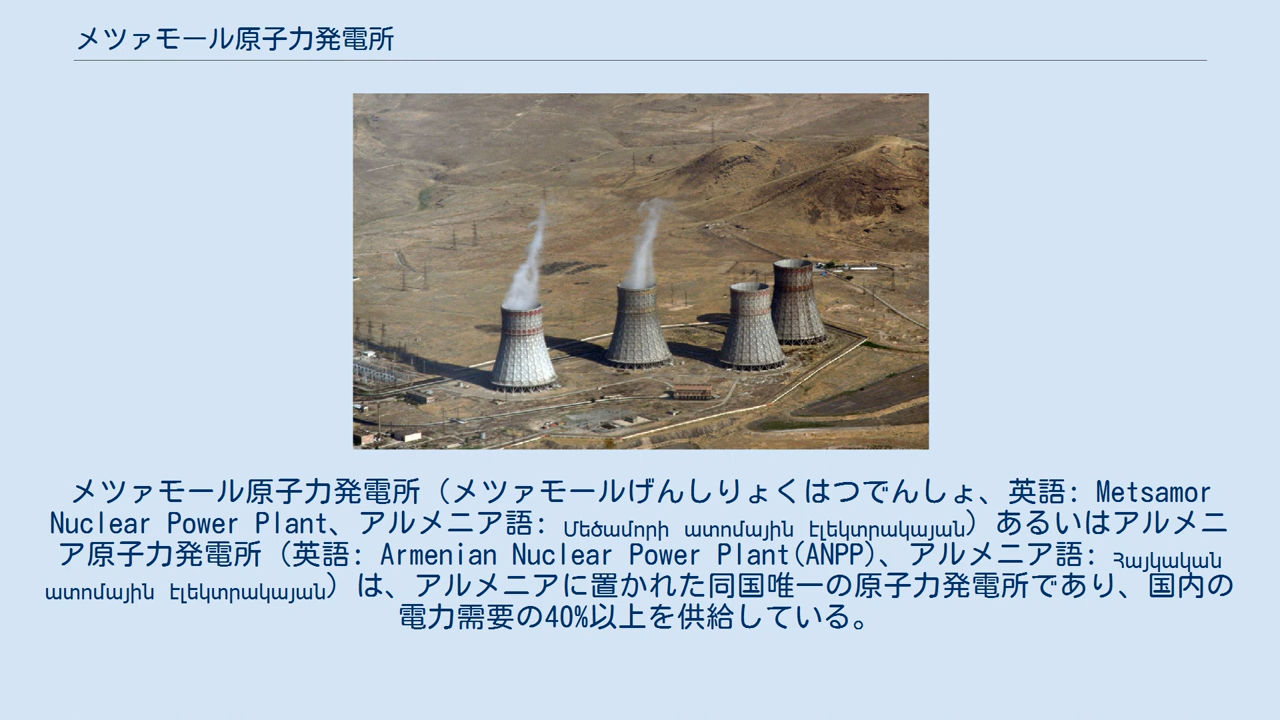 メツァモール原子力発電所
メツァモール原子力発電所（メツァモールげんしりょくはつでんしょ、英語: Metsamor
Nuclear Power Plant、アルメニア語: Մեծամորի ատոմային էլեկտրակայան）あるいはアルメニ
ア原子力発電所（英語: Armenian Nuclear Power Plant(ANPP)、アルメニア語: Հայկական
ատոմային էլեկտրակայան）は、アルメニアに置かれた同国唯一の原子力発電所であり、国内の
電力需要の40%以上を供給している。